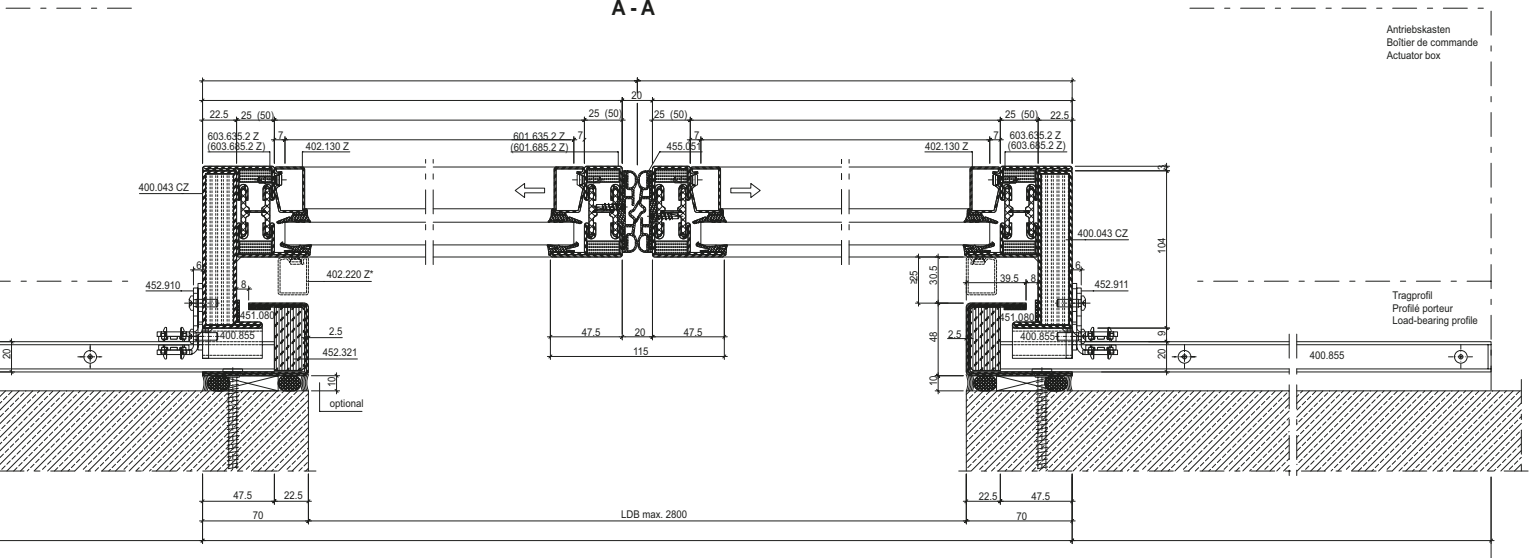 A - A
Antriebskasten
Boîtier de commande
Actuator box
20
22.5
25 (50)
25 (50)
25 (50)
25 (50)
22.5
603.635.2 Z
(603.685.2 Z)
7
402.130 Z
601.635.2 Z
(601.685.2 Z)
7
455.051
7
402.130 Z
7
603.635.2 Z
(603.685.2 Z)
400.043 CZ
400.043 CZ
104
6
452.910
8
402.220 Z*
≥25
30.5
39.5
8
6
452.911
Tragprofil
Profilé porteur
Load-bearing profile
451.080
400.855
2.5
452.321
47.5
20
47.5
115
2.5
48
451.080
400.855
9
20
400.855
20
10
optional
10
47.5
22.5
22.5
47.5
70
LDB max. 2800
70